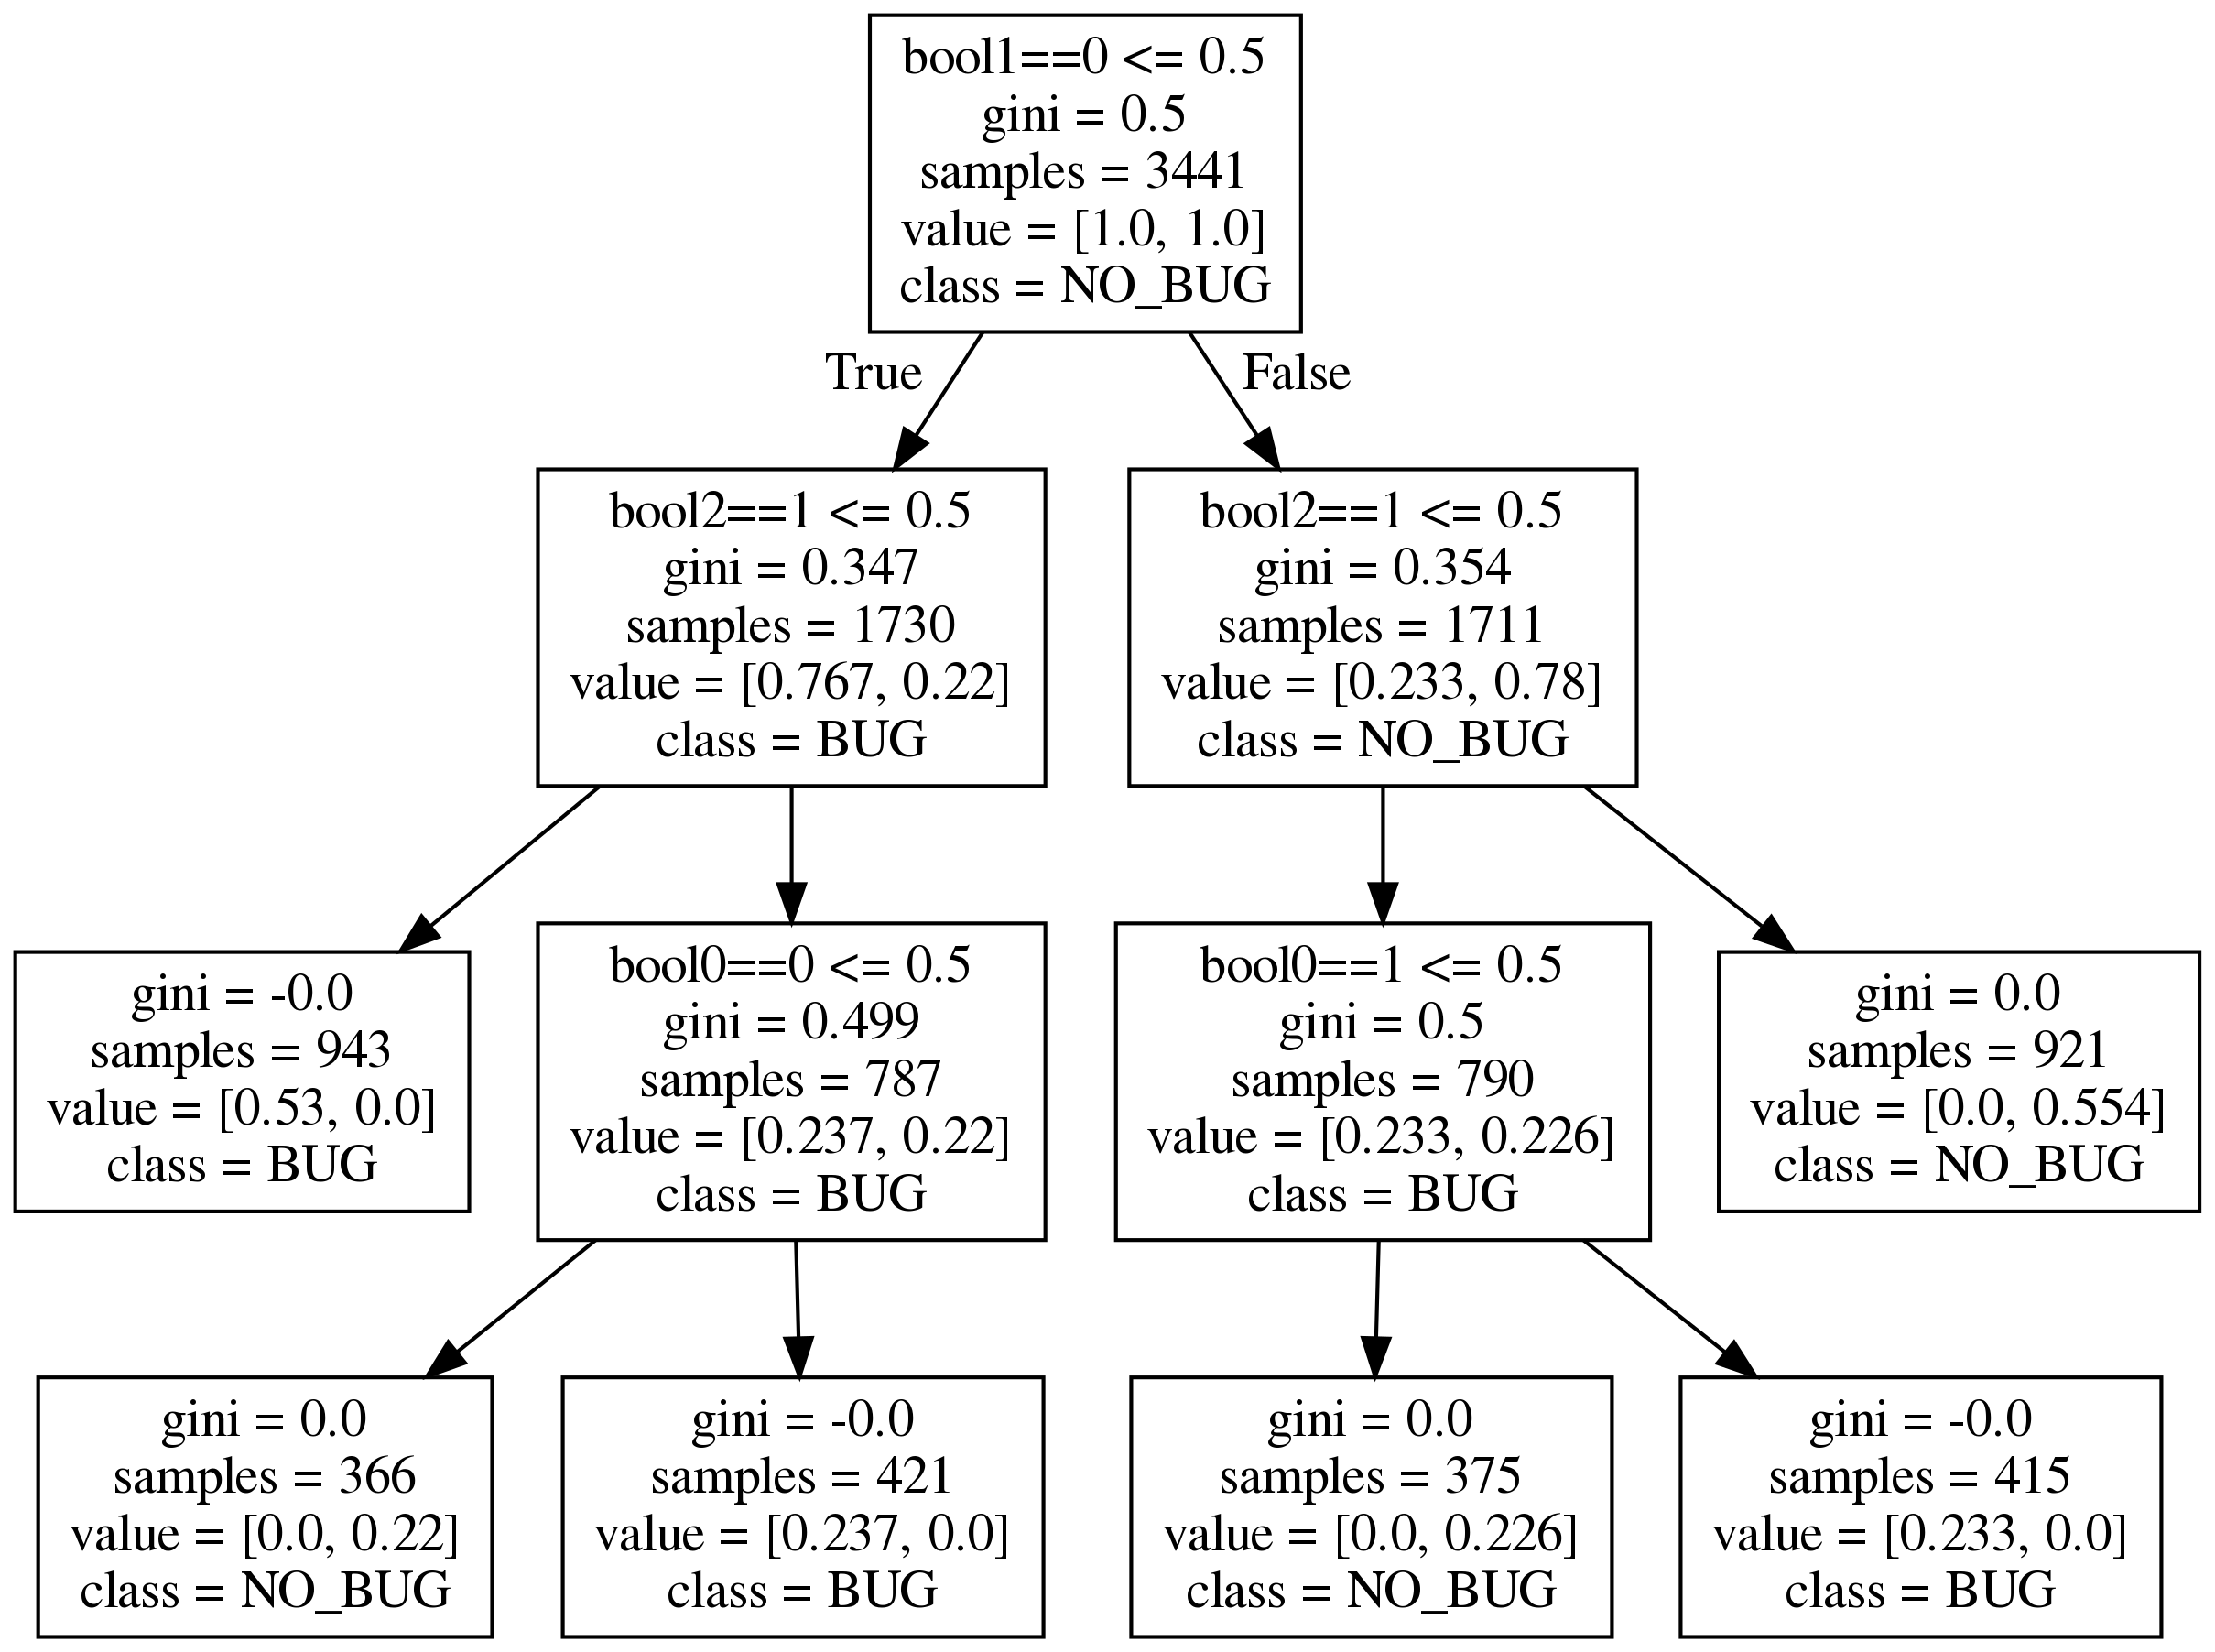 bool1==0 <= 0.5
gini = 0.5
samples = 3441
value = [1.0, 1.0]
class = NO_BUG
True
False
bool2==1 <= 0.5
gini = 0.347
samples = 1730
value = [0.767, 0.22]
class = BUG
bool2==1 <= 0.5
gini = 0.354
samples = 1711
value = [0.233, 0.78]
class = NO_BUG
gini = -0.0
samples = 943
value = [0.53, 0.0]
class = BUG
bool0==0 <= 0.5
gini = 0.499
samples = 787
value = [0.237, 0.22]
class = BUG
bool0==1 <= 0.5
gini = 0.5
samples = 790
value = [0.233, 0.226]
class = BUG
gini = 0.0
samples = 921
value = [0.0, 0.554]
class = NO_BUG
gini = 0.0
samples = 366
value = [0.0, 0.22]
class = NO_BUG
gini = -0.0
samples = 421
value = [0.237, 0.0]
class = BUG
gini = 0.0
samples = 375
value = [0.0, 0.226]
class = NO_BUG
gini = -0.0
samples = 415
value = [0.233, 0.0]
class = BUG